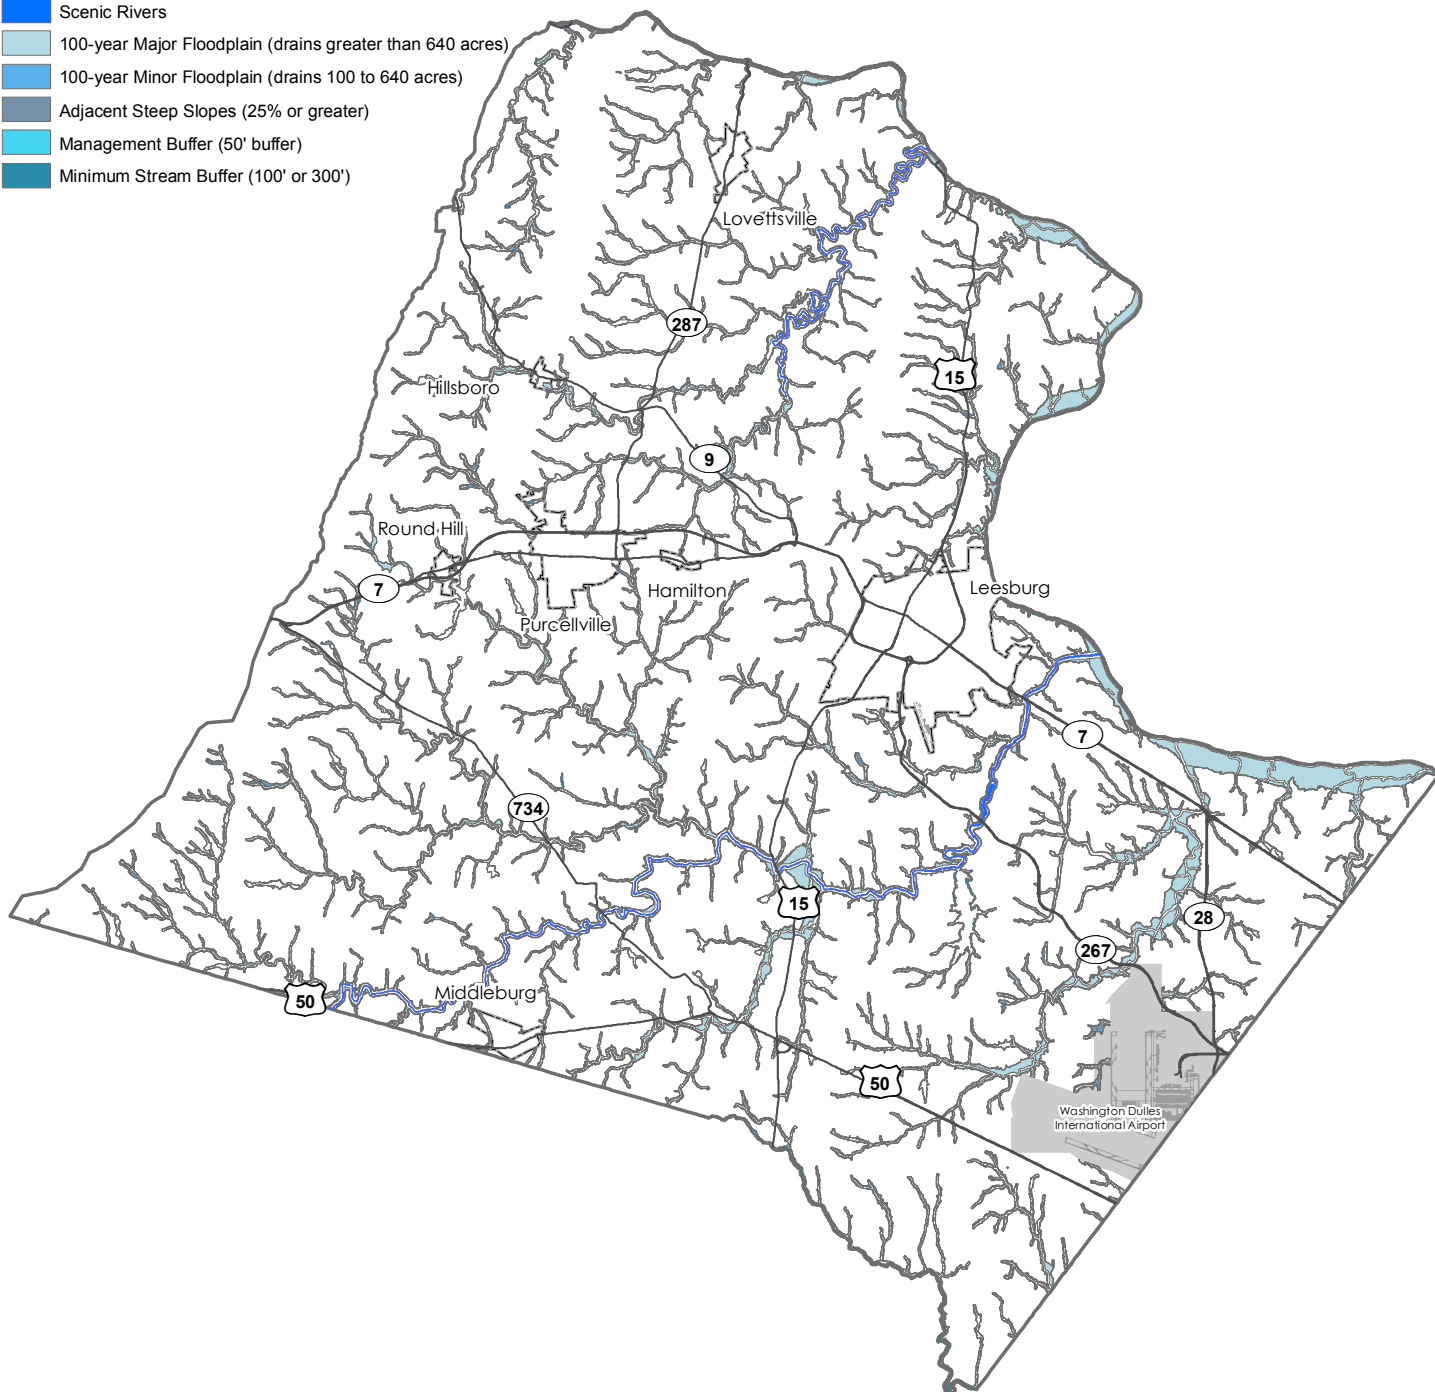 Scenic Rivers
100-year Major Floodplain (drains greater than 640 acres)
100-year Minor Floodplain (drains 100 to 640 acres)
Adjacent Steep Slopes (25% or greater)
Management Buffer (50' buffer)
Minimum Stream Buffer (100' or 300')
Lovettsville
287
15
Hillsboro
9
Round Hill
7
Hamilton
Leesburg
Purcellville
7
734
15
28
267
Middleburg
50
50
Washington Dulles
International Airport